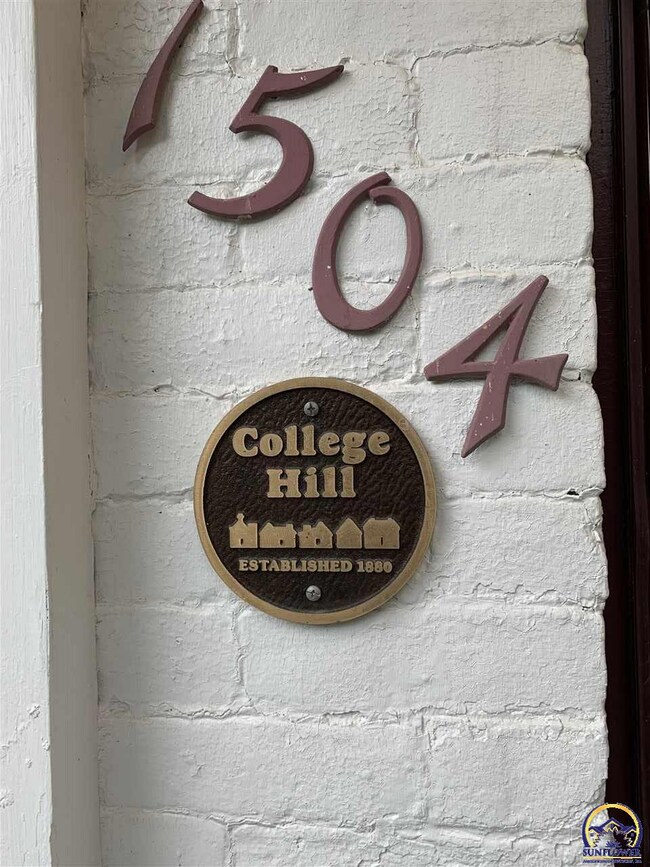 1504
College
Hill
ESTABLISHED 1880
SUNFLOWER